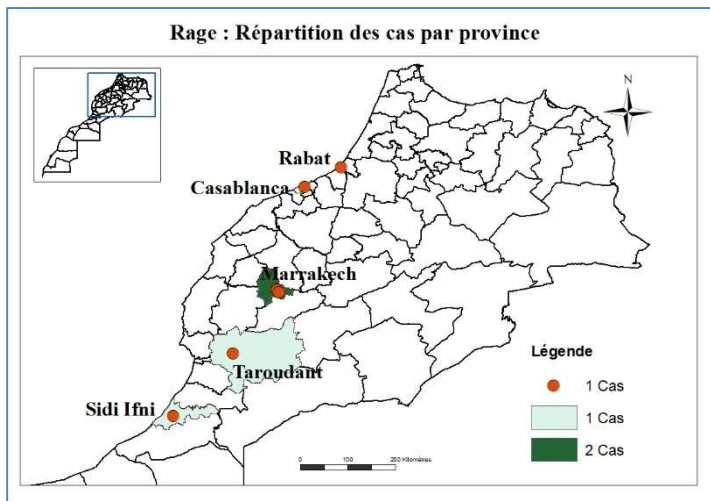 Rage : Répartition des cas par province
N
Rabat
Casablanca
Marrakech
Taroudant
Sidi Ifni
Légende
1 Cas
1 Cas
2 Cas
0 100 200 Kilomètres